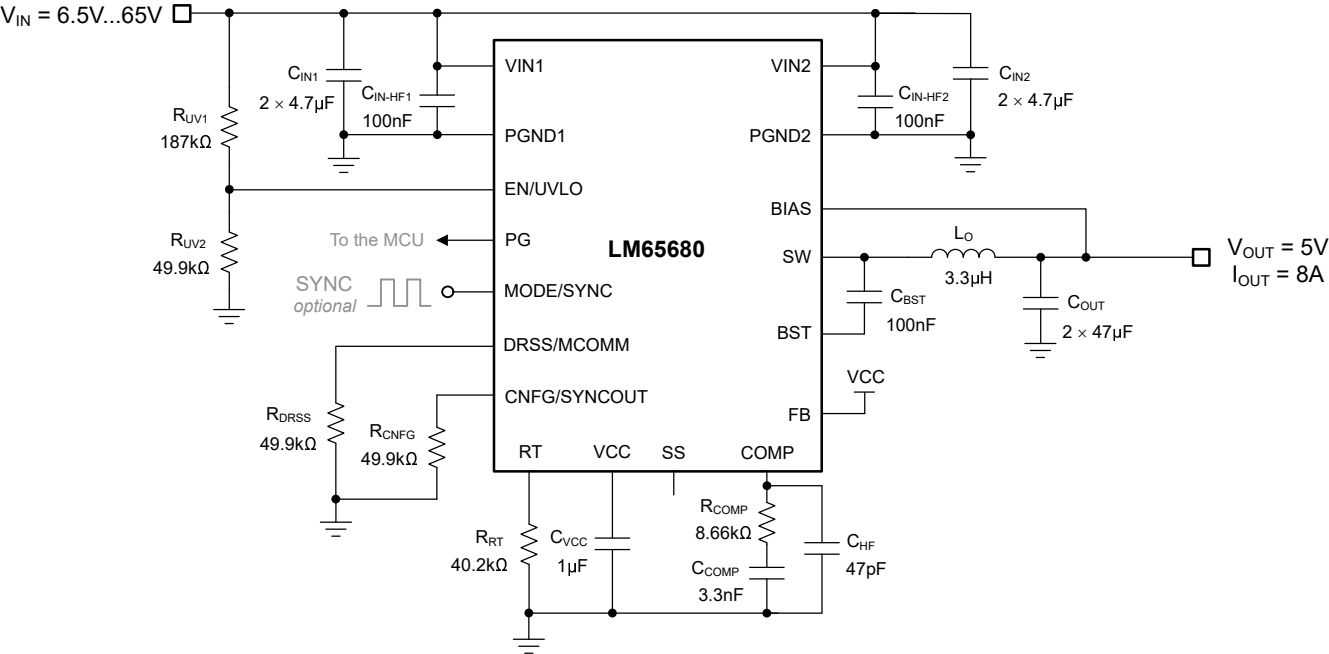 V_IN = 6.5V...65V
C_IN1
2 × 4.7µF
C_IN-HF1
100nF
R_UV1
187kΩ
R_UV2
49.9kΩ
To the MCU
SYNC
optional
R_DRSS
49.9kΩ
R_CNFG
49.9kΩ
VIN1
PGND1
EN/UVLO
PG
MODE/SYNC
DRSS/MCOMM
CNFG/SYNCOUT
LM65680
VIN2
PGND2
BIAS
SW
BST
FB
RT
VCC
SS
COMP
C_IN-HF2
100nF
C_IN2
2 × 4.7µF
L_O
3.3µH
C_BST
100nF
C_OUT
2 × 47µF
V_OUT = 5V
I_OUT = 8A
VCC
R_RT
40.2kΩ
C_VCC
1µF
R_COMP
8.66kΩ
C_COMP
3.3nF
C_HF
47pF